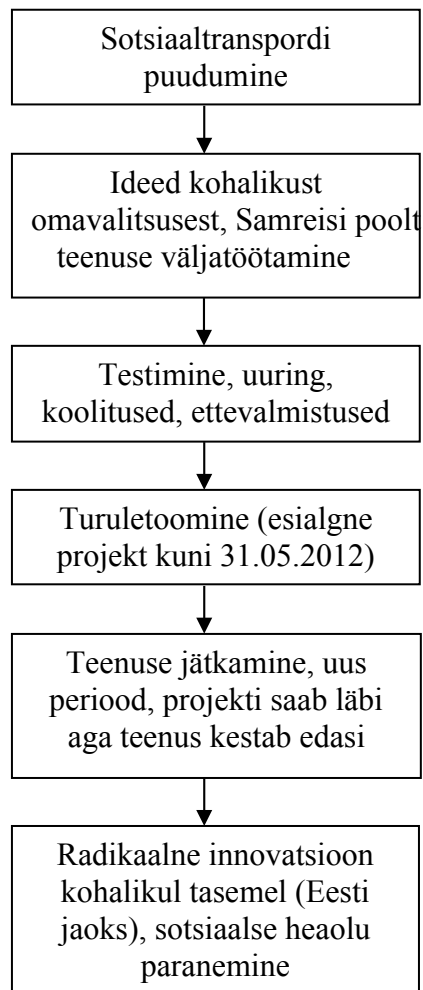 Sotsiaaltranspordi
puudumine
Ideed kohalikust
omavalitsusest, Samreisi poolt
teenuse väljatöötamine
Testimine, uuring,
koolitused, ettevalmistused
Turuletoomine (esialgne
projekt kuni 31.05.2012)
Teenuse jätkamine, uus
periood, projekti saab läbi
aga teenus kestab edasi
Radikaalne innovatsioon
kohalikul tasemel (Eesti
jaoks), sotsiaalse heaolu
paranemine